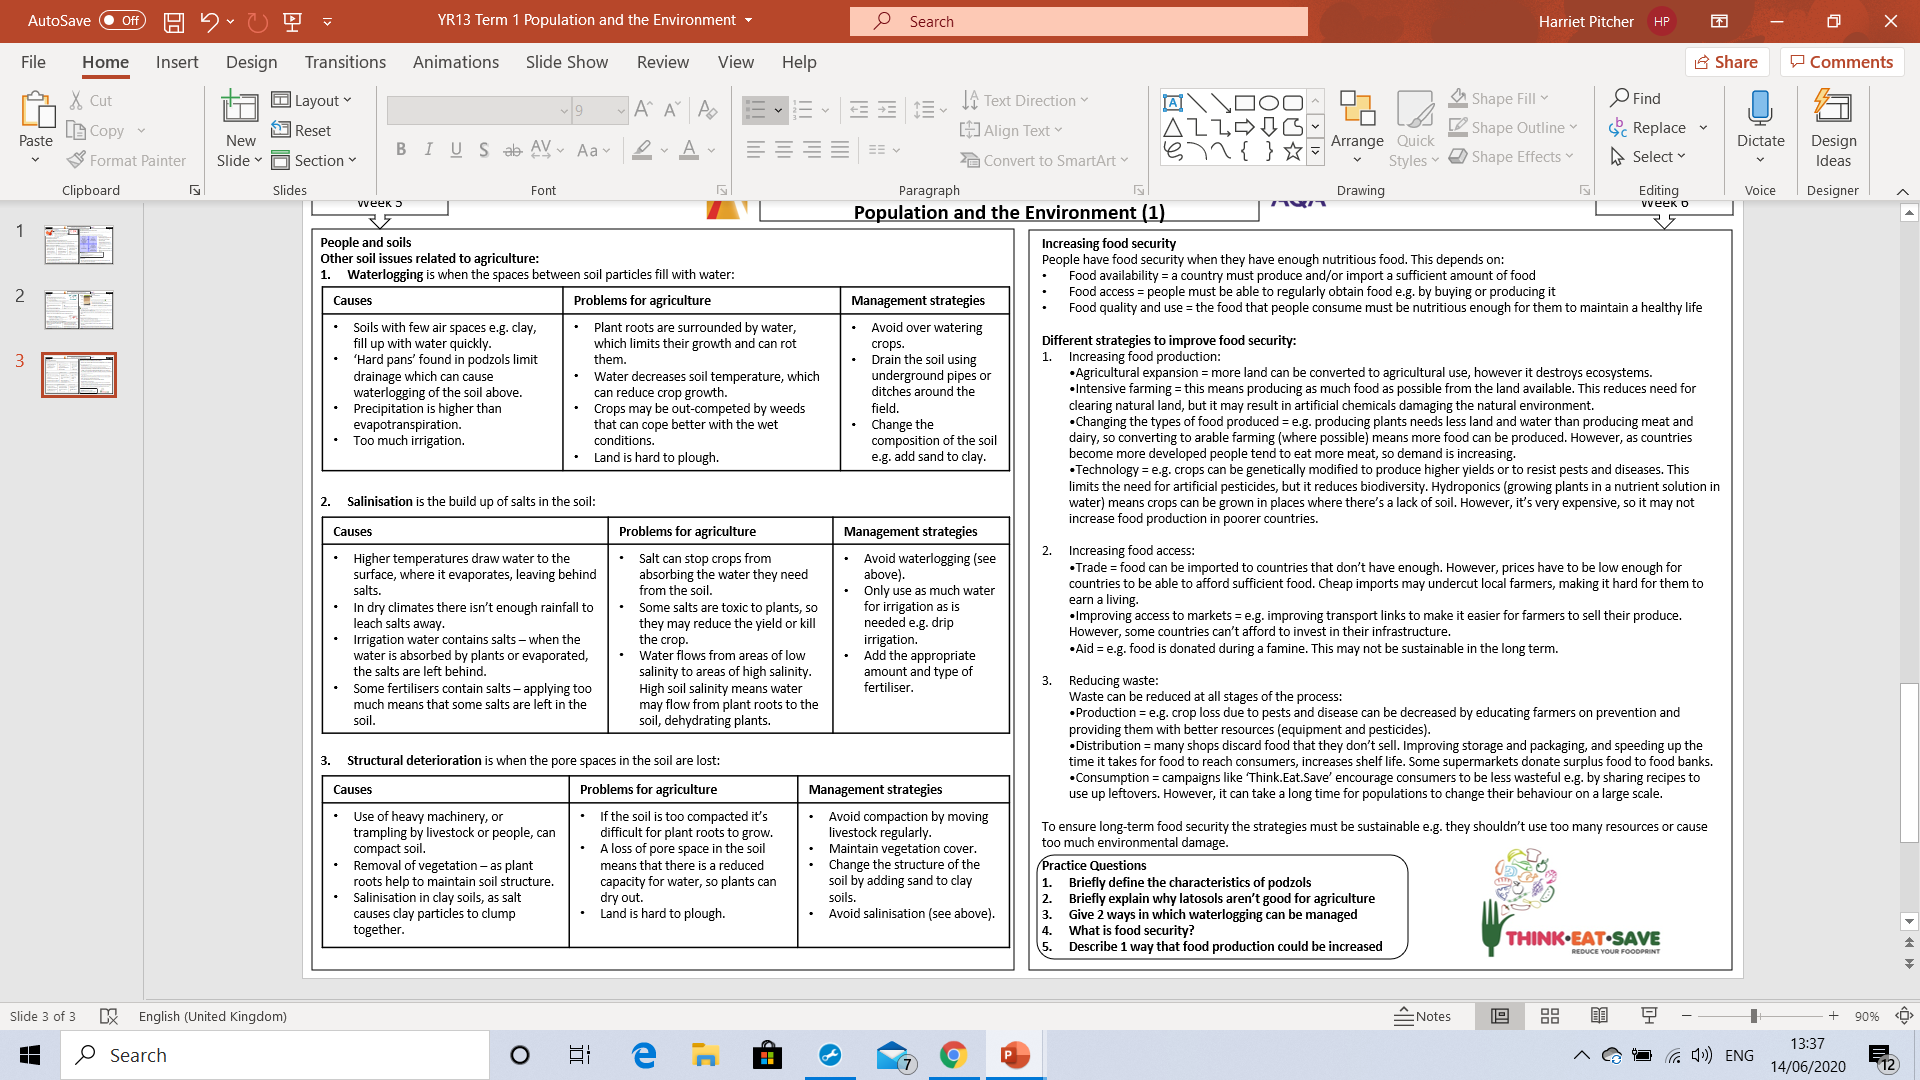 AutoSave Off
YR13 Term 1 Population and the Environment
Search
Harriet Pitcher
HP
File Home Insert Design Transitions Animations Slide Show Review View Help
Share
Comments
Paste
Cut
Copy
Format Painter
Clipboard
New
Slide
Layout
Reset
Section
Slides
9
B I U S ab AV Aa A
Font
Text Direction
Align Text
Convert to SmartArt
Paragraph
Arrange
Quick
Styles
Shape Fill
Shape Outline
Shape Effects
Drawing
Find
Replace
Select
Editing
Dictate
Voice
Design
Ideas
Designer
1
2
3
Week 5
Population and the Environment (1)
AQA
Week 6
People and soils
Other soil issues related to agriculture:
1. Waterlogging is when the spaces between soil particles fill with water:
Causes
• Soils with few air spaces e.g. clay,
fill up with water quickly.
• ‘Hard pans’ found in podzols limit
drainage which can cause
waterlogging of the soil above.
• Precipitation is higher than
evapotranspiration.
• Too much irrigation.
Problems for agriculture
• Plant roots are surrounded by water,
which limits their growth and can rot
them.
• Water decreases soil temperature, which
can reduce crop growth.
• Crops may be out-competed by weeds
that can cope better with the wet
conditions.
• Land is hard to plough.
Management strategies
• Avoid over watering
crops.
• Drain the soil using
underground pipes or
ditches around the
field.
• Change the
composition of the soil
e.g. add sand to clay.
2. Salinisation is the build up of salts in the soil:
Causes
• Higher temperatures draw water to the
surface, where it evaporates, leaving behind
salts.
• In dry climates there isn’t enough rainfall to
leach salts away.
• Irrigation water contains salts – when the
water is absorbed by plants or evaporated,
the salts are left behind.
• Some fertilisers contain salts – applying too
much means that some salts are left in the
soil.
Problems for agriculture
• Salt can stop crops from
absorbing the water they need
from the soil.
• Some salts are toxic to plants, so
they may reduce the yield or kill
the crop.
• Water flows from areas of low
salinity to areas of high salinity.
High soil salinity means water
may flow from plant roots to the
soil, dehydrating plants.
Management strategies
• Avoid waterlogging (see
above).
• Only use as much water
for irrigation as is
needed e.g. drip
irrigation.
• Add the appropriate
amount and type of
fertiliser.
3. Structural deterioration is when the pore spaces in the soil are lost:
Causes
• Use of heavy machinery, or
trampling by livestock or people, can
compact soil.
• Removal of vegetation – as plant
roots help to maintain soil structure.
• Salinisation in clay soils, as salt
causes clay particles to clump
together.
Problems for agriculture
• If the soil is too compacted it’s
difficult for plant roots to grow.
• A loss of pore space in the soil
means that there is a reduced
capacity for water, so plants can
dry out.
• Land is hard to plough.
Management strategies
• Avoid compaction by moving
livestock regularly.
• Maintain vegetation cover.
• Change the structure of the
soil by adding sand to clay
soils.
• Avoid salinisation (see above).
Increasing food security
People have food security when they have enough nutritious food. This depends on:
• Food availability = a country must produce and/or import a sufficient amount of food
• Food access = people must be able to regularly obtain food e.g. by buying or producing it
• Food quality and use = the food that people consume must be nutritious enough for them to maintain a healthy life
Different strategies to improve food security:
1. Increasing food production:
•Agricultural expansion = more land can be converted to agricultural use, however it destroys ecosystems.
•Intensive farming = this means producing as much food as possible from the land available. This reduces need for
clearing natural land, but it may result in artificial chemicals damaging the natural environment.
•Changing the types of food produced = e.g. producing plants needs less land and water than producing meat and
dairy, so converting to arable farming (where possible) means more food can be produced. However, as countries
become more developed people tend to eat more meat, so demand is increasing.
•Technology = e.g. crops can be genetically modified to produce higher yields or to resist pests and diseases. This
limits the need for artificial pesticides, but it reduces biodiversity. Hydroponics (growing plants in a nutrient solution in
water) means crops can be grown in places where there’s a lack of soil. However, it’s very expensive, so it may not
increase food production in poorer countries.
2. Increasing food access:
•Trade = food can be imported to countries that don’t have enough. However, prices have to be low enough for
countries to be able to afford sufficient food. Cheap imports may undercut local farmers, making it hard for them to
earn a living.
•Improving access to markets = e.g. improving transport links to make it easier for farmers to sell their produce.
However, some countries can’t afford to invest in their infrastructure.
•Aid = e.g. food is donated during a famine. This may not be sustainable in the long term.
3. Reducing waste:
Waste can be reduced at all stages of the process:
•Production = e.g. crop loss due to pests and disease can be decreased by educating farmers on prevention and
providing them with better resources (equipment and pesticides).
•Distribution = many shops discard food that they don’t sell. Improving storage and packaging, and speeding up the
time it takes for food to reach consumers, increases shelf life. Some supermarkets donate surplus food to food banks.
•Consumption = campaigns like ‘Think.Eat.Save’ encourage consumers to be less wasteful e.g. by sharing recipes to
use up leftovers. However, it can take a long time for populations to change their behaviour on a large scale.
To ensure long-term food security the strategies must be sustainable e.g. they shouldn’t use too many resources or cause
too much environmental damage.
Practice Questions
1. Briefly define the characteristics of podzols
2. Briefly explain why latosols aren’t good for agriculture
3. Give 2 ways in which waterlogging can be managed
4. What is food security?
5. Describe 1 way that food production could be increased
THINK•EAT•SAVE
REDUCE YOUR FOODPRINT
Slide 3 of 3
English (United Kingdom)
Notes
90%
Search
7
ENG
13:37
14/06/2020
12